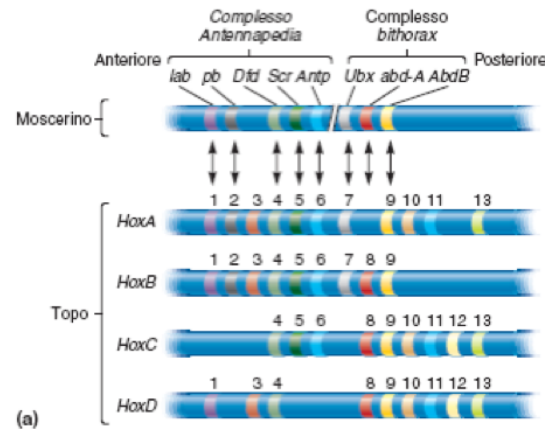 Complesso Complesso
Antennapedia bithorax
Anteriore Posteriore
lab pb Dfd Scr Antp Ubx abd-A AbdB
Moscerino
1 2 3 4 5 6 7 9 10 11 13
HoxA
1 2 3 4 5 6 7 8 9
HoxB
Topo
4 5 6 8 9 10 11 12 13
HoxC
1 3 4 8 9 10 11 12 13
HoxD
(a)